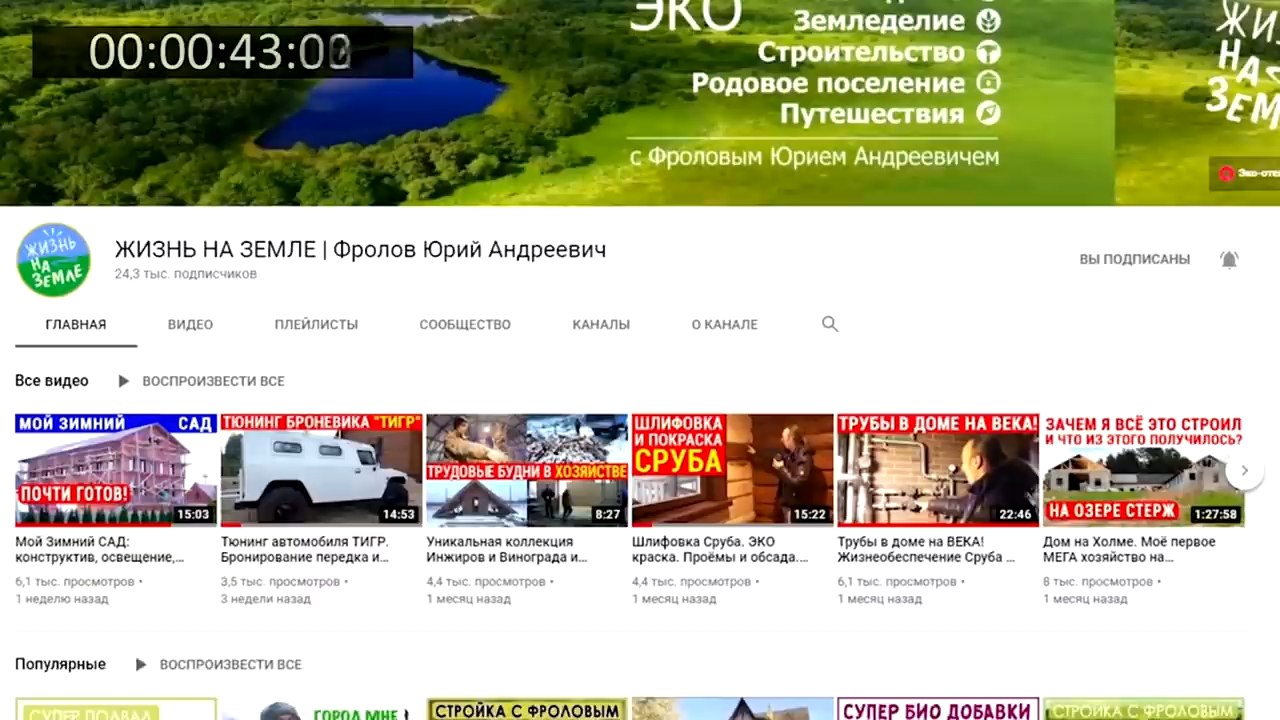 ЭКО
Земледелие
00:00:43:0
Строительство
Родовое поселение
Путешествия
с Фроловым Юрием Андреевичем
НА
ЖИЗНЬ НА ЗЕМЛЕ
ЖИЗНЬ НА ЗЕМЛЕ | Фролов Юрий Андреевич
24,3 тыс. подписчиков
ВЫ ПОДПИСАНЫ
ГЛАВНАЯ ВИДЕО ПЛЕЙЛИСТЫ СООБЩЕСТВО КАНАЛЫ О КАНАЛЕ
Все видео ВОСПРОИЗВЕСТИ ВСЕ
МОЙ ЗИМНИЙ САД
ПОЧТИ ГОТОВ!
15:03
Мой Зимний САД:
конструктив, освещение,...
6,1 тыс. просмотров •
1 неделю назад
ТЮНИНГ БРОНЕВИКА "ТИГР"
14:53
Тюнинг автомобиля ТИГР.
Бронирование передка и...
3,5 тыс. просмотров •
3 недели назад
ТРУДОВЫЕ БУДНИ В ХОЗЯЙСТВЕ
8:27
Уникальная коллекция
Инжиров и Винограда и...
4,4 тыс. просмотров •
1 месяц назад
ШЛИФОВКА
И ПОКРАСКА
СРУБА
15:22
Шлифовка Сруба. ЭКО
краска. Проёмы и обсада....
4,4 тыс. просмотров •
1 месяц назад
ТРУБЫ В ДОМЕ НА ВЕКА!
22:46
Трубы в доме на ВЕКА!
Жизнеобеспечение Сруба ...
6,1 тыс. просмотров •
1 месяц назад
ЗАЧЕМ Я ВСЁ ЭТО СТРОИЛ
И ЧТО ИЗ ЭТОГО ПОЛУЧИЛОСЬ?
НА ОЗЕРЕ СТЕРЖ
1:27:58
Дом на Холме. Моё первое
МЕГА хозяйство на...
8 тыс. просмотров •
1 месяц назад
Популярные ВОСПРОИЗВЕСТИ ВСЕ
СУПЕР ПОДВАЛ
ГОРОД МНЕ
СТРОЙКА С ФРОЛОВЫМ
СУПЕР БИО ДОБАВКИ
СТРОЙКА С ФРОЛОВЫМ